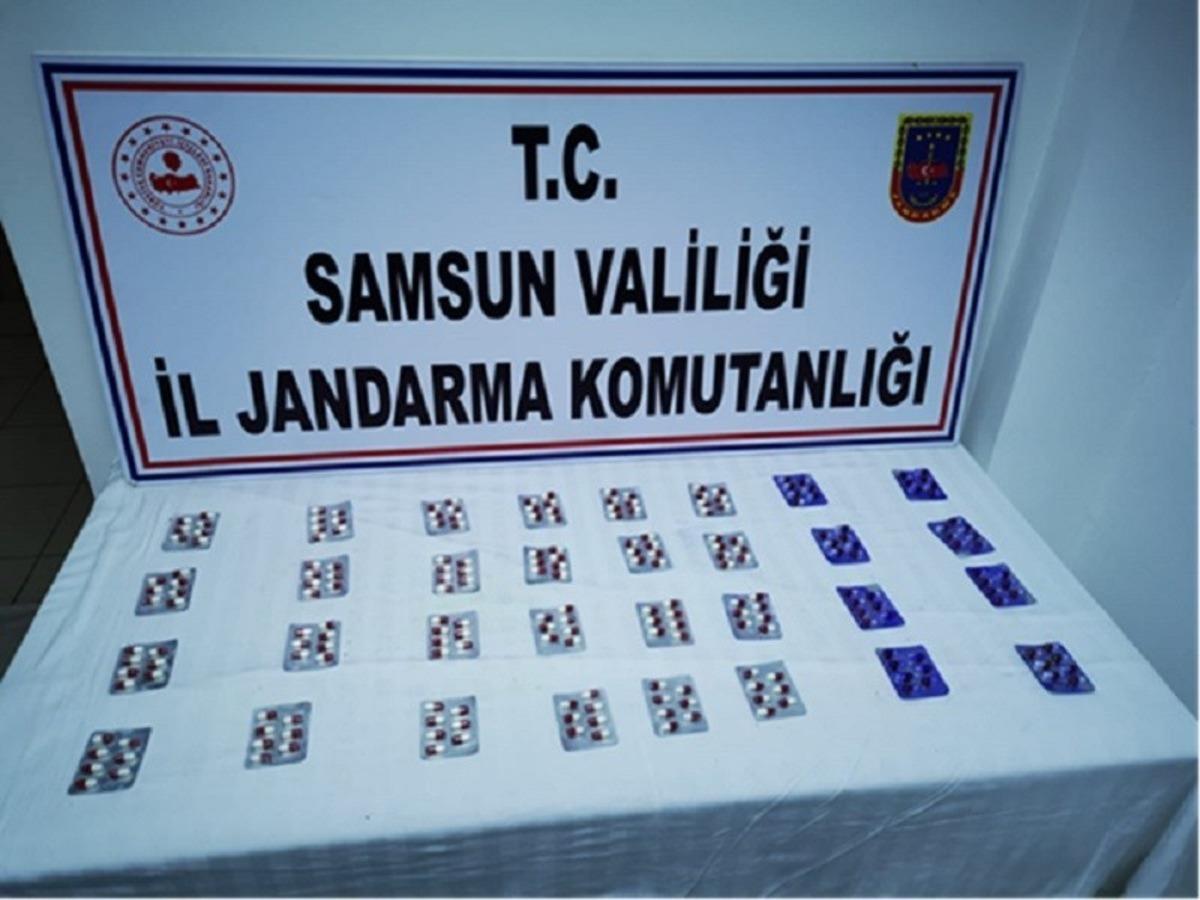 T.C.
SAMSUN VALİLİĞİ
İL JANDARMA KOMUTANLIĞI